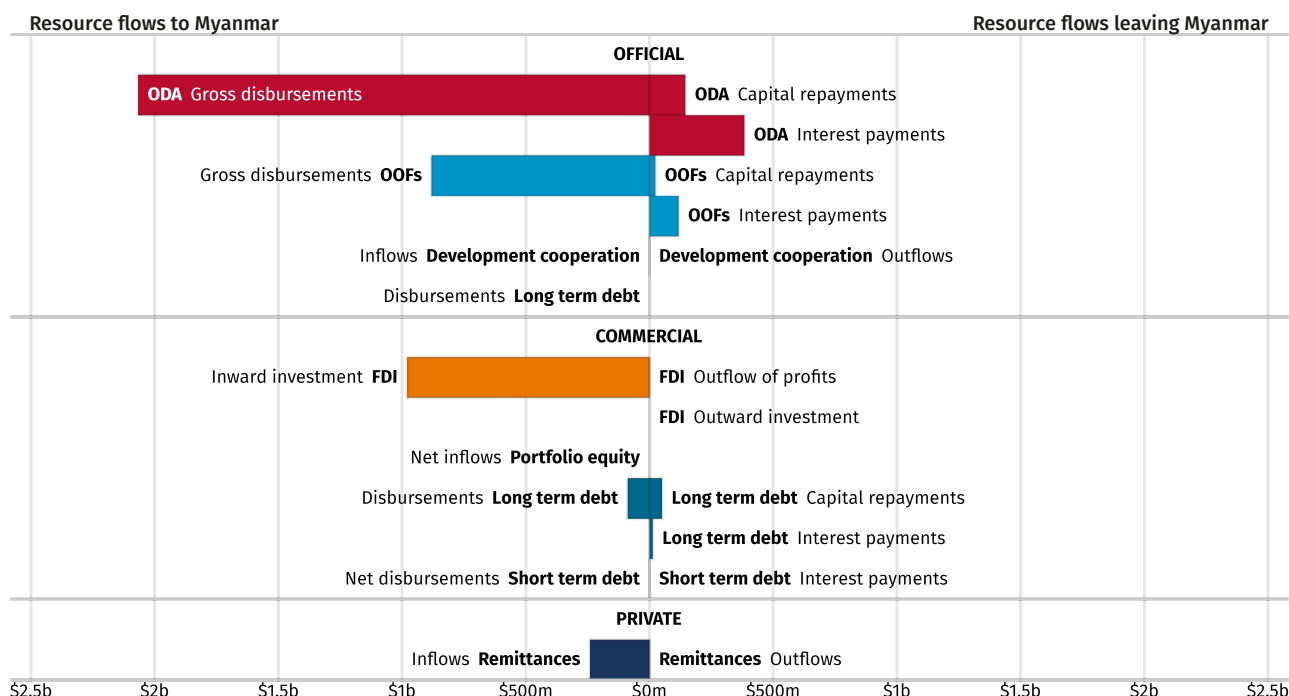 Resource flows to Myanmar Resource flows leaving Myanmar
OFFICIAL
ODA Gross disbursements ODA Capital repayments
ODA Interest payments
Gross disbursements OOFs OOFs Capital repayments
OOFs Interest payments
Inflows Development cooperation Development cooperation Outflows
Disbursements Long term debt
COMMERCIAL
Inward investment FDI FDI Outflow of profits
FDI Outward investment
Net inflows Portfolio equity
Disbursements Long term debt Long term debt Capital repayments
Long term debt Interest payments
Net disbursements Short term debt Short term debt Interest payments
PRIVATE
Inflows Remittances Remittances Outflows
$2.5b $2b $1.5b $1b $500m $0m $500m $1b $1.5b $2b $2.5b